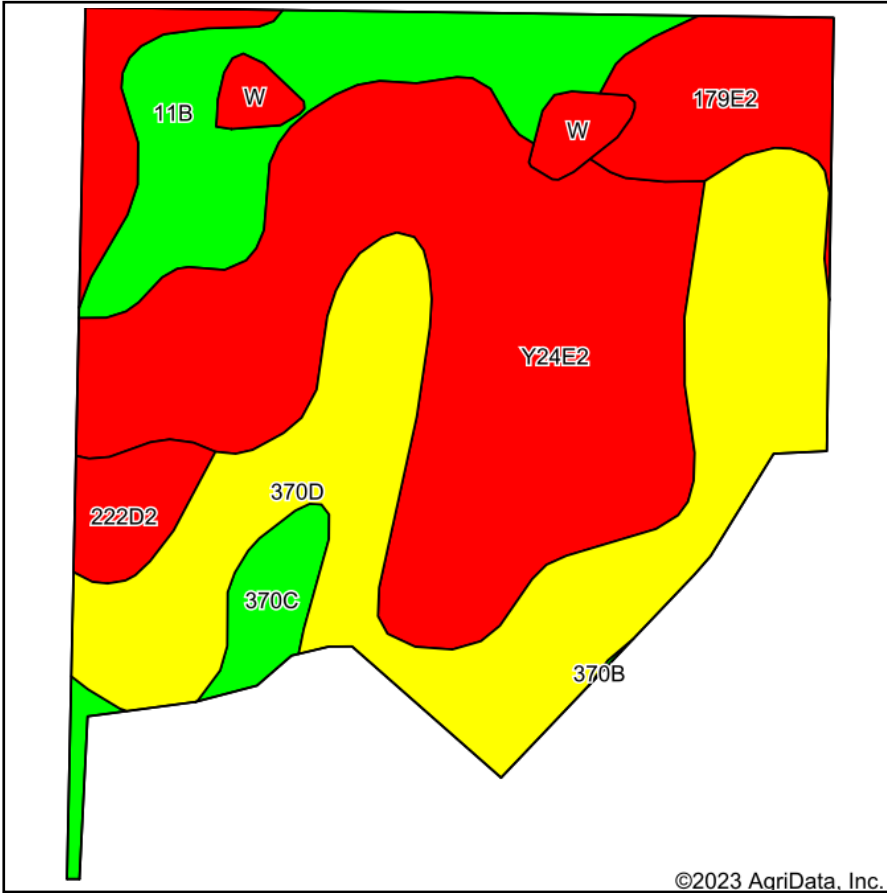 W
11B
179E2
W
Y24E2
370D
222D2
370C
370B
©2023 AgriData, Inc.